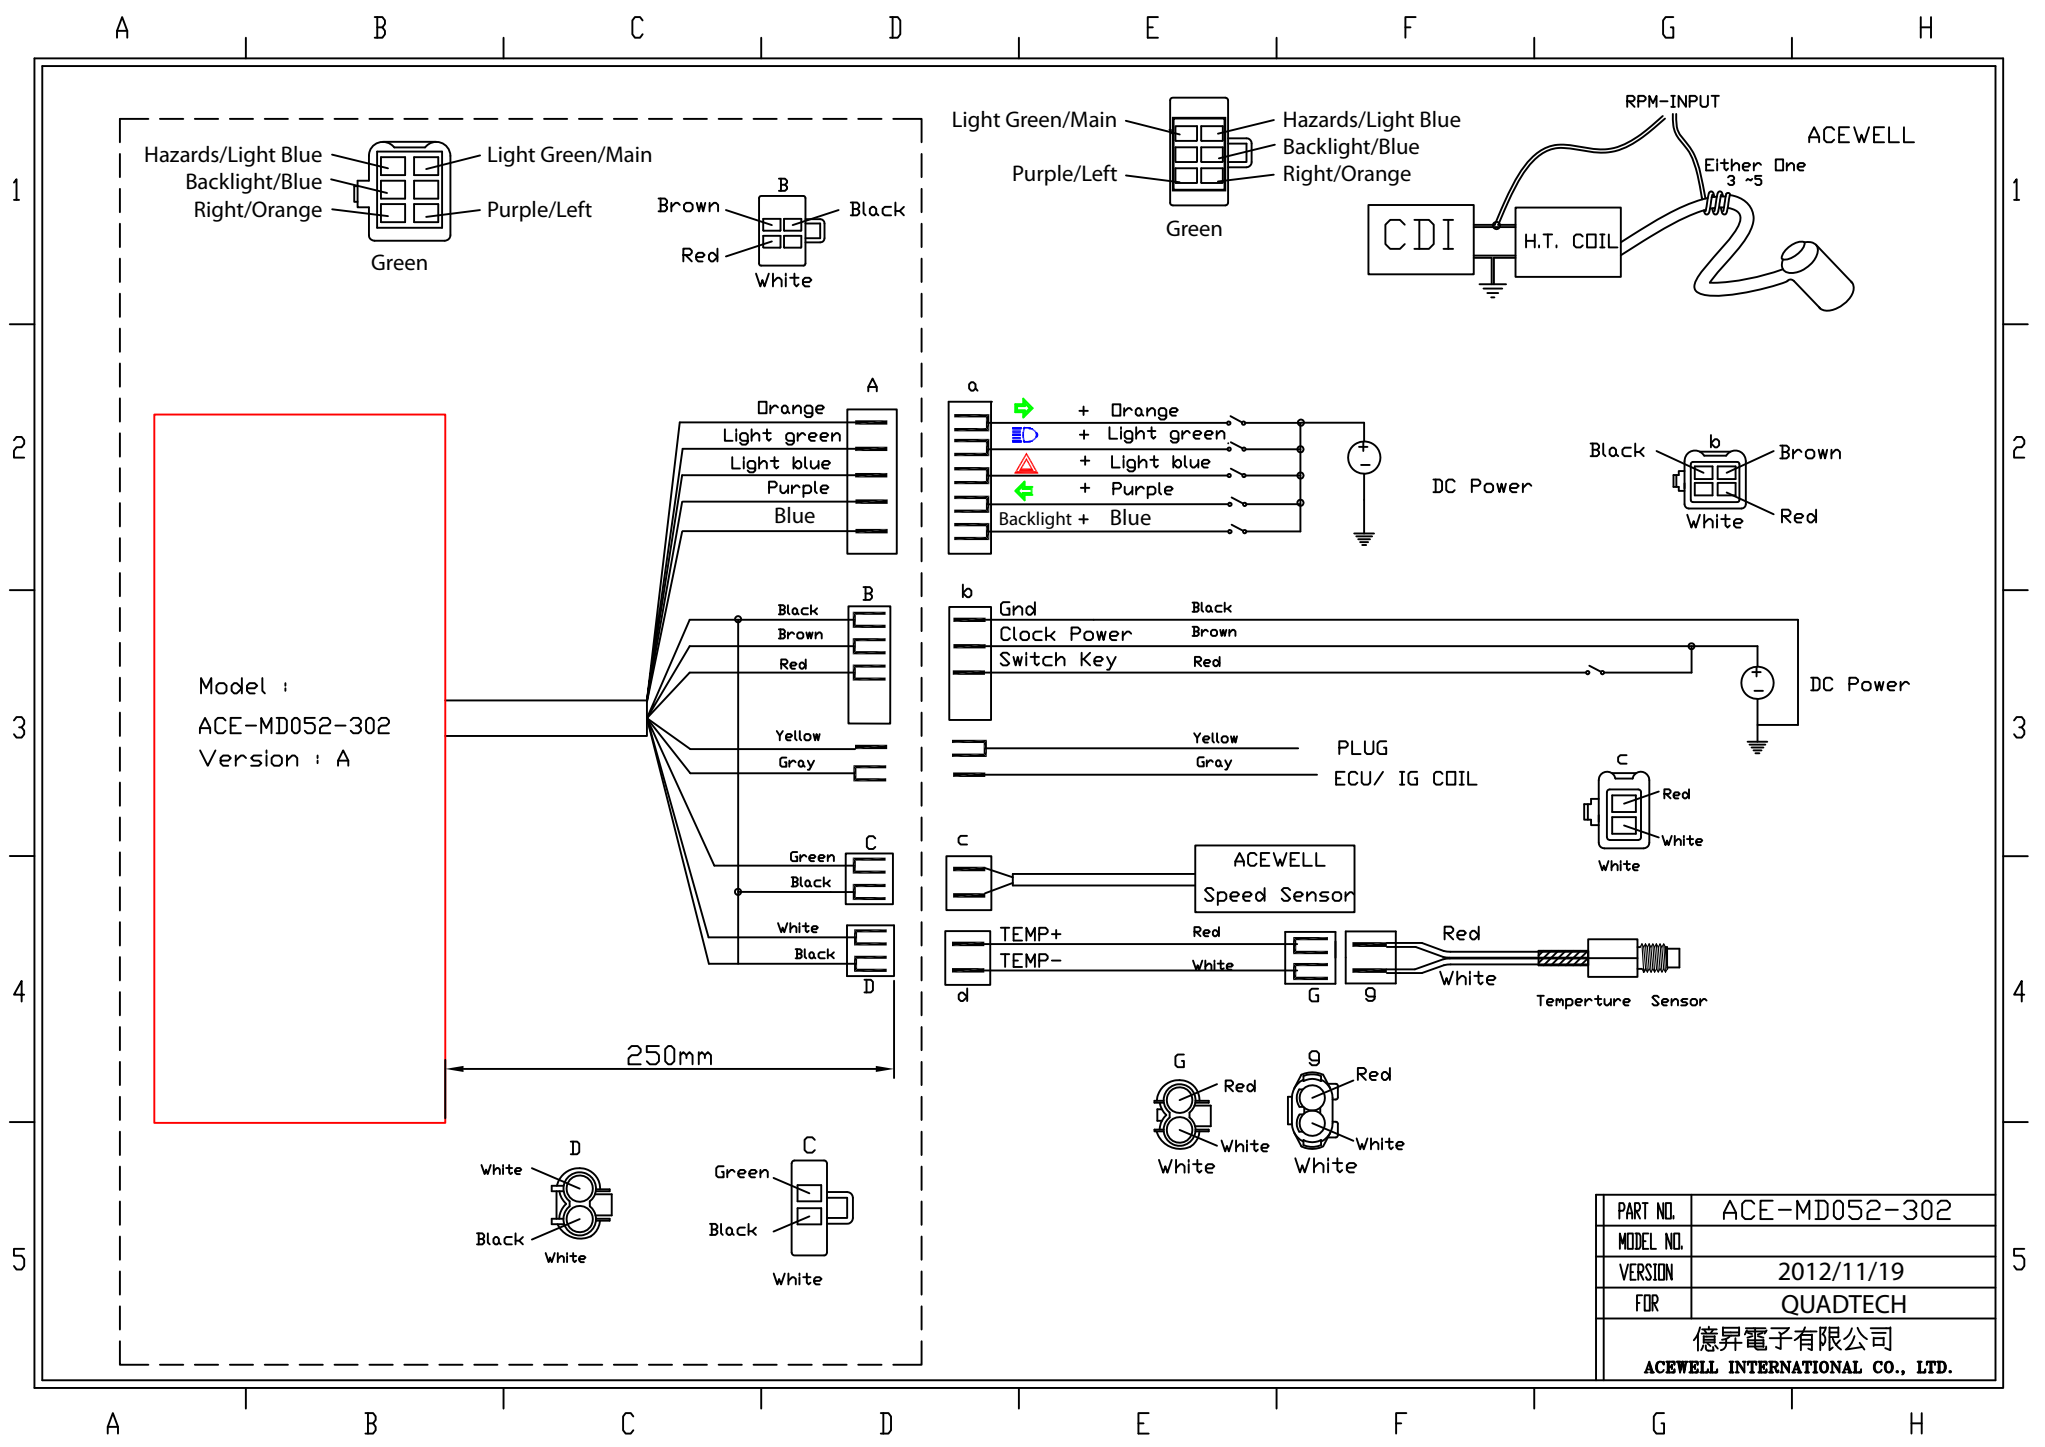 A B C D E F G H
1
Hazards/Light Blue
Backlight/Blue
Right/Orange
Light Green/Main
Purple/Left
Green
B
Brown
Black
Red
White
Light Green/Main
Purple/Left
Hazards/Light Blue
Backlight/Blue
Right/Orange
Green
RPM-INPUT
ACEWELL
Either One
3 ~5
CDI
H.T. COIL
1
2
A
Orange
Light green
Light blue
Purple
Blue
a
+ Orange
+ Light green
+ Light blue
+ Purple
Backlight + Blue
+
−
DC Power
b
Black
Brown
Red
White
2
3
Model :
ACE-MD052-302
Version : A
B
Black
Brown
Red
Yellow
Gray
b
Gnd Black
Clock Power Brown
Switch Key Red
+
−
DC Power
Yellow PLUG
Gray ECU/ IG COIL
c
Red
White
White
3
4
C
Green
Black
White
Black
D
c
ACEWELL
Speed Sensor
TEMP+ Red
TEMP- White
d
G
g
Red
White
Temperture Sensor
4
250mm
G
Red
White
White
g
Red
White
White
5
D
White
Black
White
C
Green
Black
White
PART NO. ACE-MD052-302
MODEL NO.
VERSION 2012/11/19
FOR QUADTECH
億昇電子有限公司
ACEWELL INTERNATIONAL CO., LTD.
5
A B C D E F G H